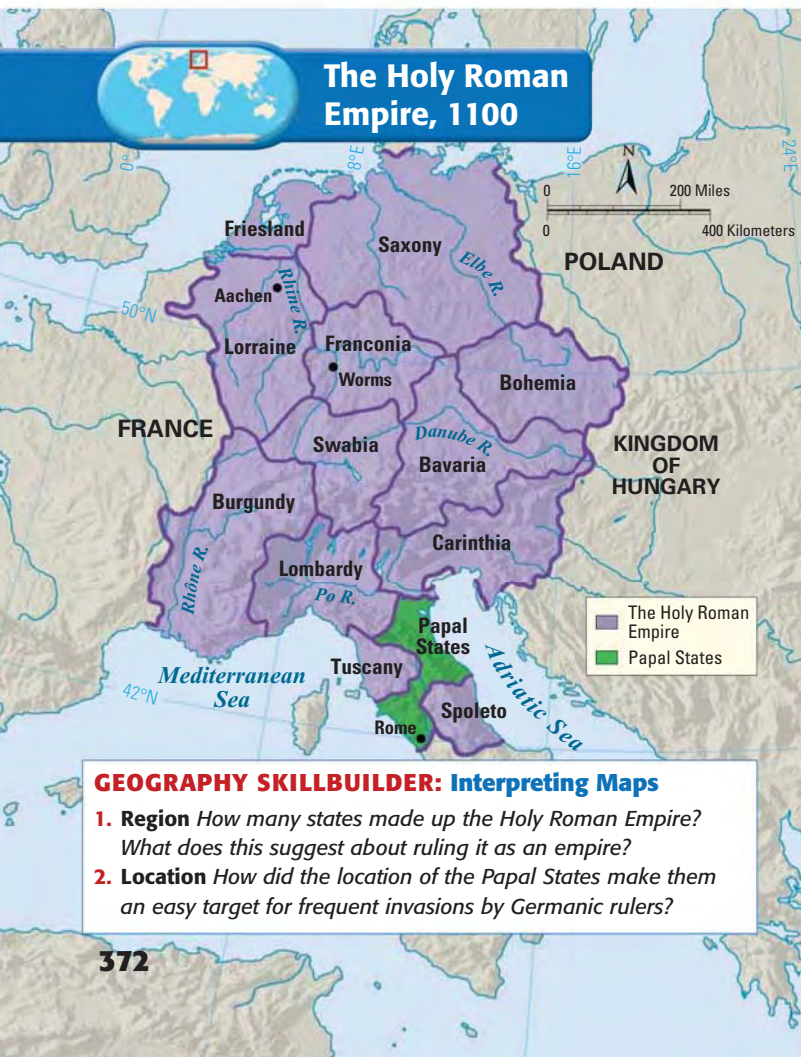 The Holy Roman
Empire, 1100
0°
8°E
16°E
24°E
N
0
200 Miles
0
400 Kilometers
Friesland
Saxony
Elbe R.
POLAND
Aachen
Rhine R.
50°N
Lorraine
Franconia
Worms
Bohemia
FRANCE
Swabia
Danube R.
Bavaria
KINGDOM
OF
HUNGARY
Burgundy
Carinthia
Lombardy
Rhône R.
Po R.
The Holy Roman
Empire
Papal States
Papal
States
Mediterranean
Sea
Tuscany
Adriatic Sea
42°N
Spoleto
Rome
GEOGRAPHY SKILLBUILDER: Interpreting Maps
1. Region How many states made up the Holy Roman Empire?
What does this suggest about ruling it as an empire?
2. Location How did the location of the Papal States make them
an easy target for frequent invasions by Germanic rulers?
372